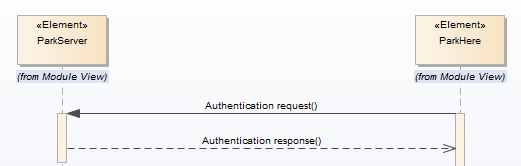 «Element»
ParkServer
(from Module View)
«Element»
ParkHere
(from Module View)
Authentication request()
Authentication response()